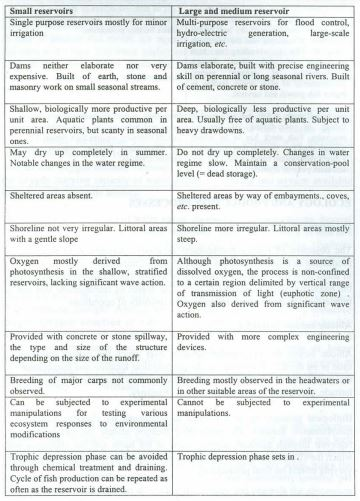 Small reservoirs
Large and medium reservoir
Single purpose reservoirs mostly for minor
irrigation
Multi-purpose reservoirs for flood control,
hydro-electric generation, large-scale
irrigation, etc.
Dams neither elaborate nor very
expensive. Built of earth, stone and
masonry work on small seasonal streams.
Dams elaborate, built with precise engineering
skill on perennial or long seasonal rivers. Built
of cement, concrete or stone.
Shallow, biologically more productive per
unit area. Aquatic plants common in
perennial reservoirs, but scanty in seasonal
ones.
Deep, biologically less productive per unit
area. Usually free of aquatic plants. Subject to
heavy drawdowns.
May dry up completely in summer.
Notable changes in the water regime.
Do not dry up completely. Changes in water
regime slow. Maintain a conservation-pool
level (= dead storage).
Sheltered areas absent.
Sheltered areas by way of embayments., coves,
etc. present.
Shoreline not very irregular. Littoral areas
with a gentle slope
Shoreline more irregular. Littoral areas mostly
steep.
Oxygen mostly derived from
photosynthesis in the shallow, stratified
reservoirs, lacking significant wave action.
Although photosynthesis is a source of
dissolved oxygen, the process is non-confined
to a certain region delimited by vertical range
of transmission of light (euphotic zone) .
Oxygen also derived from significant wave
action.
Provided with concrete or stone spillway,
the type and size of the structure
depending on the size of the runoff.
Provided with more complex engineering
devices.
Breeding of major carps not commonly
observed.
Breeding mostly observed in the headwaters or
in other suitable areas of the reservoir.
Can be subjected to experimental
manipulations for testing various
ecosystem responses to environmental
modifications
Cannot be subjected to experimental
manipulations.
Trophic depression phase can be avoided
through chemical treatment and draining.
Cycle of fish production can be repeated as
often as the reservoir is drained.
Trophic depression phase sets in .